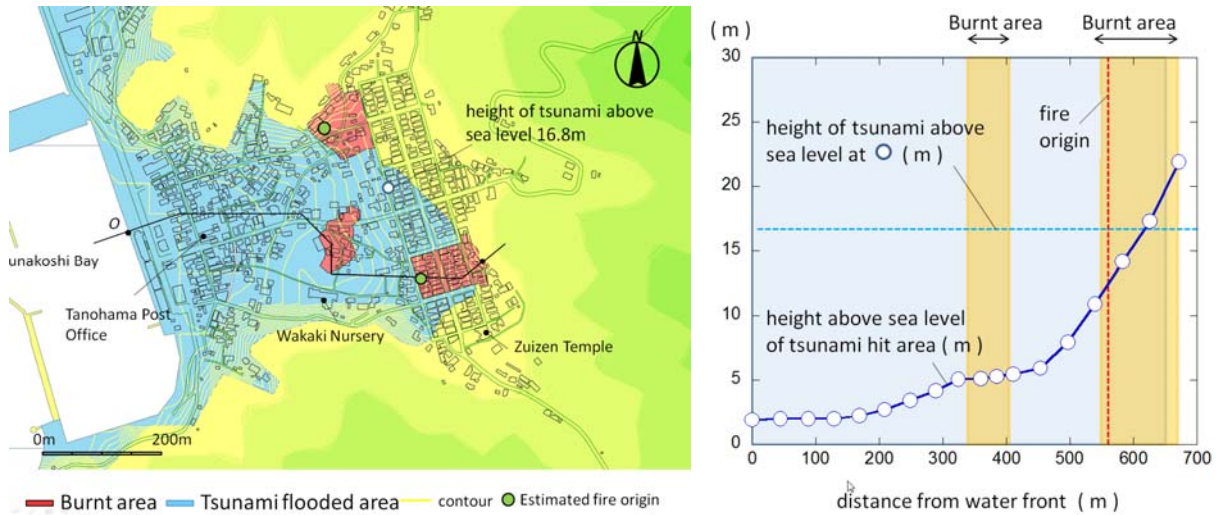 N
height of tsunami above
sea level 16.8m
O
unakoshi Bay
Tanohama Post
Office
Wakaki Nursery
Zuizen Temple
0m
200m
Burnt area
Tsunami flooded area
contour
Estimated fire origin
Burnt area
Burnt area
( m )
30
25
20
15
10
5
0
height of tsunami above
sea level at ( m )
fire
origin
height above sea level
of tsunami hit area ( m )
0 100 200 300 400 500 600 700
distance from water front ( m )